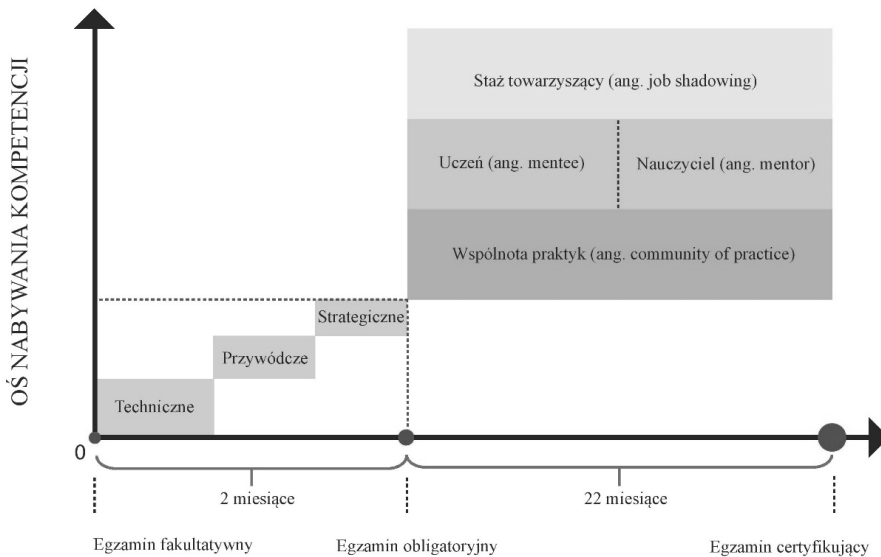 OŚ NABYWANIA KOMPETENCJI
Staż towarzyszący (ang. job shadowing)
Uczeń (ang. mentee)
Nauczyciel (ang. mentor)
Wspólnota praktyk (ang. community of practice)
Strategiczne
Przywódcze
Techniczne
0
2 miesiące
22 miesiące
Egzamin fakultatywny
Egzamin obligatoryjny
Egzamin certyfikujący